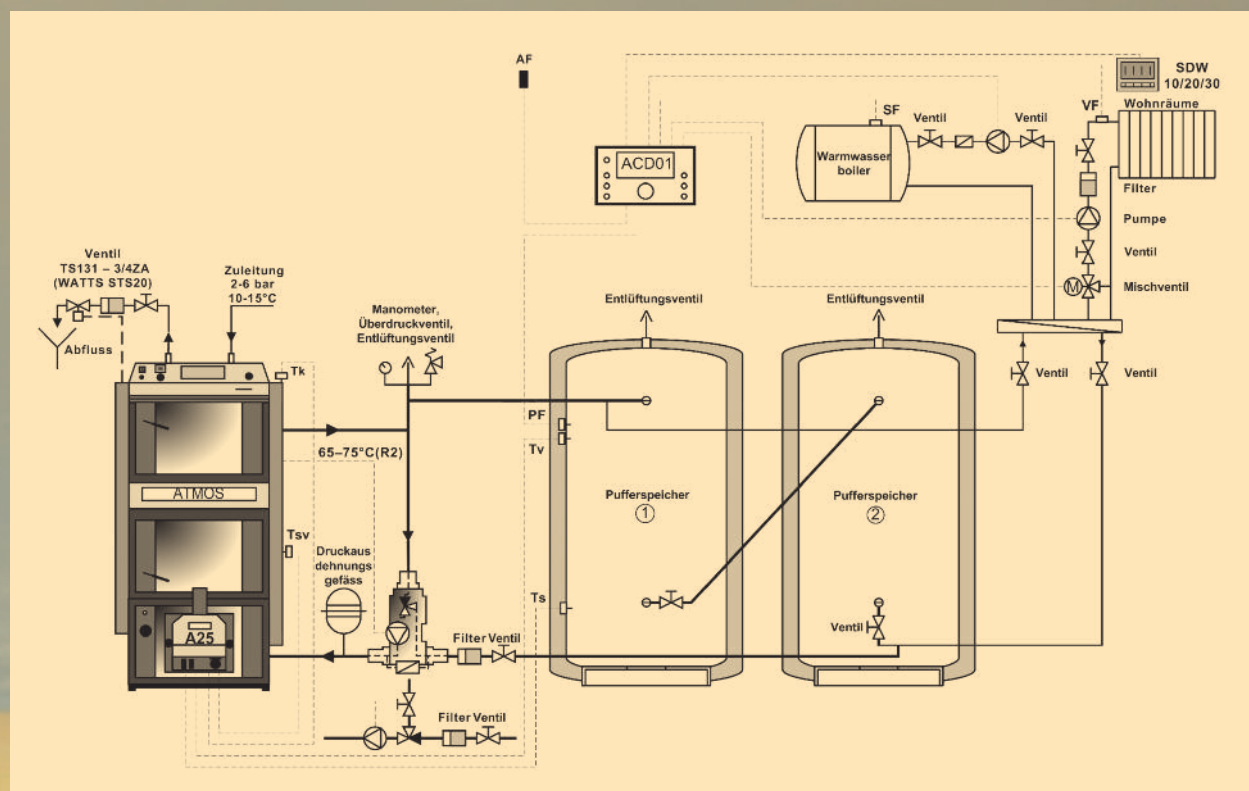 AF
SDW
10/20/30
VF
Wohnräume
SF
Ventil
Ventil
ACD01
Warmwasser
boiler
Filter
Pumpe
Ventil
TS131 – 3/4ZA
(WATTS STS20)
Zuleitung
2-6 bar
10-15°C
Ventil
M
Mischventil
Manometer,
Überdruckventil,
Entlüftungsventil
Entlüftungsventil
Entlüftungsventil
Abfluss
Tk
Ventil
Ventil
PF
Tv
65–75°C(R2)
ATMOS
Pufferspeicher
1
Pufferspeicher
2
Tsv
Druckaus
dehnungs
gefäss
Ts
A25
Filter Ventil
Ventil
Filter Ventil